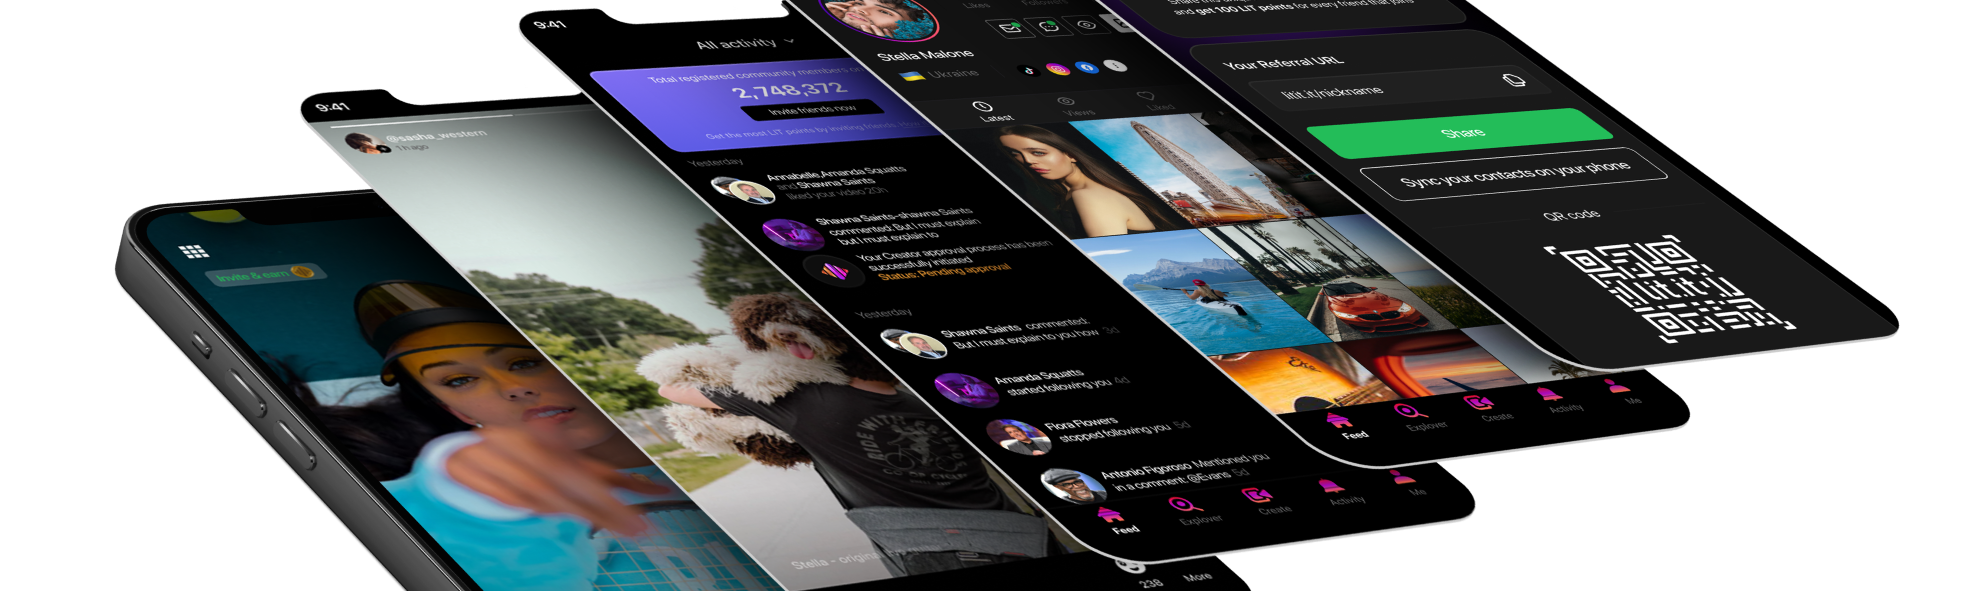 Invite & earn
9:41
@sasha_western
1h ago
Stella - original
238
More
9:41
All activity
Total registered community members on
2,748,372
Invite friends now
Get the most LIT points by inviting friends
Yesterday
Annabelle, Amanda Squatts
and Shawna Saints
liked your video 20h
Shawna Saints-shawna Saints
commented: But I must explain
but I must explain to
Your Creator approval process has been
successfully initiated
Status: Pending approval
Yesterday
Shawna Saints commented: 3d
But I must explain to you how
Amanda Squatts
started following you 4d
Flora Flowers
stopped following you 5d
Antonio Figoroso Mentioned you
in a comment: @Evans 5d
Feed
Explover
Create
Activity
Me
Likes
Followers
Stella Malone
Ukraine
Latest
Views
Liked
Feed
Explover
Create
Activity
Me
and get 100 LIT points for every friend that joins
Your Referral URL
litit.it/nickname
Share
Sync your contacts on your phone
QR code
lit.it